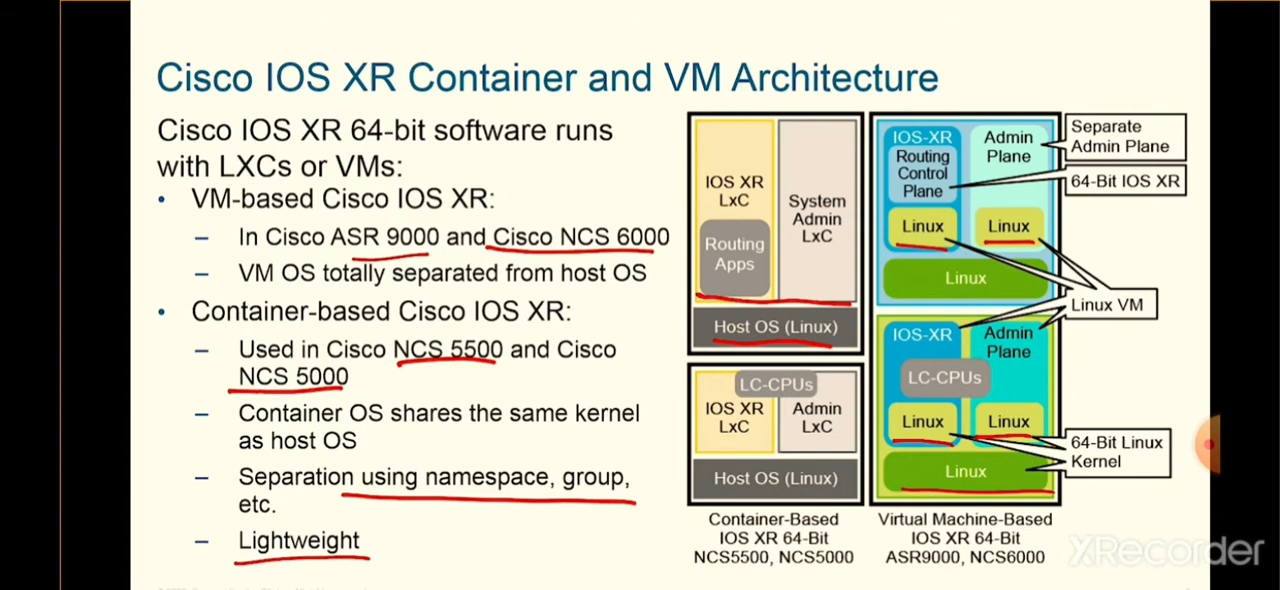 Cisco IOS XR Container and VM Architecture
Cisco IOS XR 64-bit software runs
with LXCs or VMs:
• VM-based Cisco IOS XR:
– In Cisco ASR 9000 and Cisco NCS 6000
– VM OS totally separated from host OS
• Container-based Cisco IOS XR:
– Used in Cisco NCS 5500 and Cisco
NCS 5000
– Container OS shares the same kernel
as host OS
– Separation using namespace, group,
etc.
– Lightweight
IOS XR
LxC
Routing
Apps
System
Admin
LxC
Host OS (Linux)
LC-CPUs
IOS XR
LxC
Admin
LxC
Host OS (Linux)
Container-Based
IOS XR 64-Bit
NCS5500, NCS5000
IOS-XR
Routing
Control
Plane
Admin
Plane
Linux
Linux
Linux
IOS-XR
Admin
Plane
LC-CPUs
Linux
Linux
Linux
Virtual Machine-Based
IOS XR 64-Bit
ASR9000, NCS6000
Separate
Admin Plane
64-Bit IOS XR
Linux VM
64-Bit Linux
Kernel
XRecorder